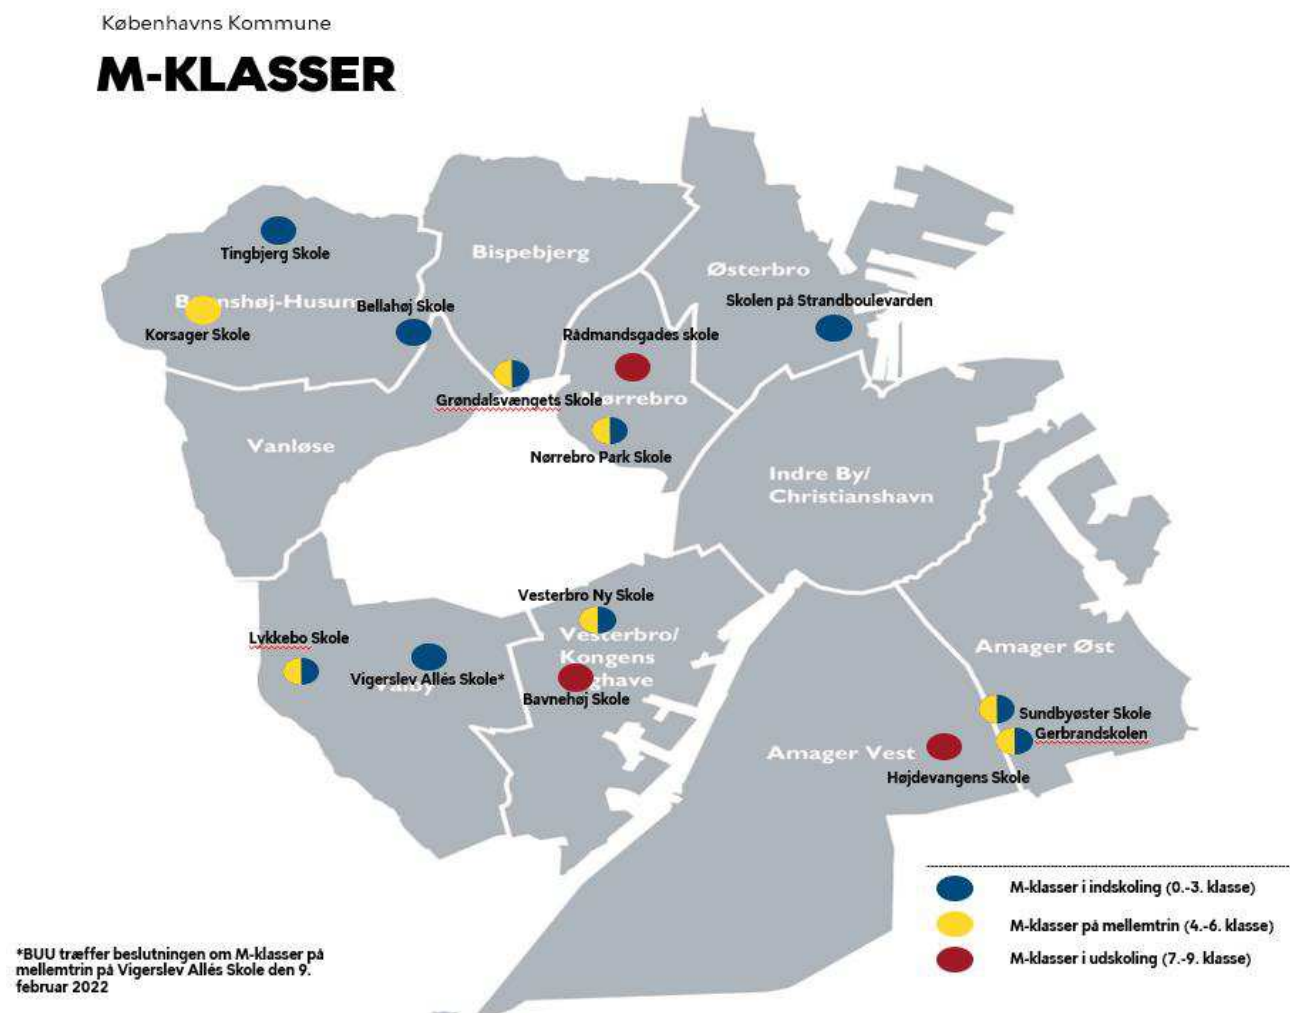 Københavns Kommune
M-KLASSER
Tingbjerg Skole
Bispebjerg
Østerbro
Skolen på Strandboulevarden
Bellahøj Skole
Korsager Skole
Rådmandsgades skole
Grøndalsvængets Skole
Vanløse
Nørrebro Park Skole
Indre By/
Christianshavn
Vesterbro Ny Skole
Lykkebo Skole
Vesterbro/
Kongens
Vigerslev Allés Skole*
Bavnehøj Skole
Amager Øst
Sundbyøster Skole
Gerbrandskolen
Amager Vest
Højdevangens Skole
M-klasser i indskoling (0.-3. klasse)
M-klasser på mellemtrin (4.-6. klasse)
M-klasser i udskoling (7.-9. klasse)
*BUU træffer beslutningen om M-klasser på
mellemtrin på Vigerslev Allés Skole den 9.
februar 2022